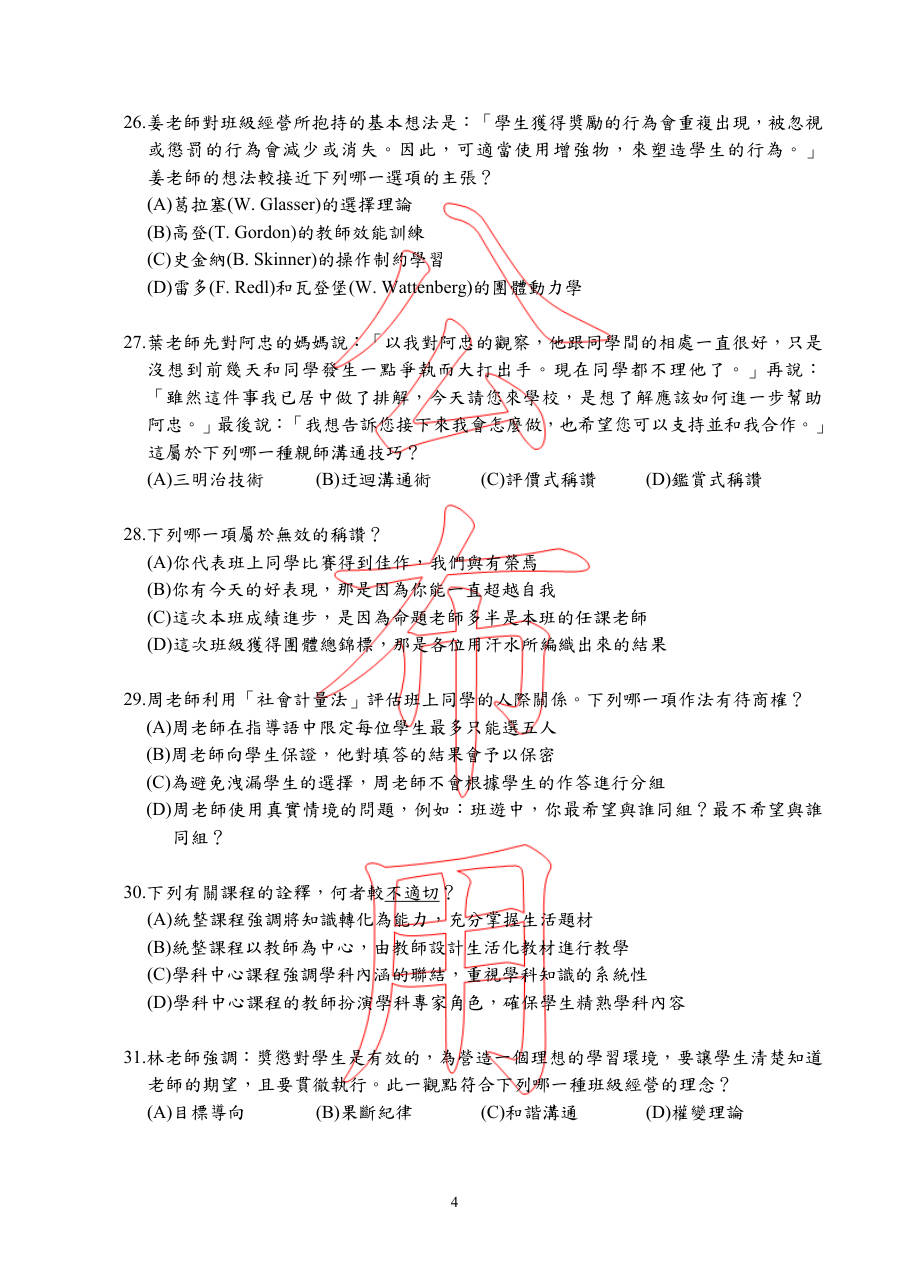 26.姜老師對班級經營所抱持的基本想法是：「學生獲得獎勵的行為會重複出現，被忽視
或懲罰的行為會減少或消失。因此，可適當使用增強物，來塑造學生的行為。」
姜老師的想法較接近下列哪一選項的主張？
(A)葛拉塞(W. Glasser)的選擇理論
(B)高登(T. Gordon)的教師效能訓練
(C)史金納(B. Skinner)的操作制約學習
(D)雷多(F. Redl)和瓦登堡(W. Wattenberg)的團體動力學
27.葉老師先對阿忠的媽媽說：「以我對阿忠的觀察，他跟同學間的相處一直很好，只是
沒想到前幾天和同學發生一點爭執而大打出手。現在同學都不理他了。」再說：
「雖然這件事我已居中做了排解，今天請您來學校，是想了解應該如何進一步幫助
阿忠。」最後說：「我想告訴您接下來我會怎麼做，也希望您可以支持並和我合作。」
這屬於下列哪一種親師溝通技巧？
(A)三明治技術 (B)迂迴溝通術 (C)評價式稱讚 (D)鑑賞式稱讚
28.下列哪一項屬於無效的稱讚？
(A)你代表班上同學比賽得到佳作，我們與有榮焉
(B)你有今天的好表現，那是因為你能一直超越自我
(C)這次本班成績進步，是因為命題老師多半是本班的任課老師
(D)這次班級獲得團體總錦標，那是各位用汗水所編織出來的結果
29.周老師利用「社會計量法」評估班上同學的人際關係。下列哪一項作法有待商榷？
(A)周老師在指導語中限定每位學生最多只能選五人
(B)周老師向學生保證，他對填答的結果會予以保密
(C)為避免洩漏學生的選擇，周老師不會根據學生的作答進行分組
(D)周老師使用真實情境的問題，例如：班遊中，你最希望與誰同組？最不希望與誰
同組？
30.下列有關課程的詮釋，何者較不適切？
(A)統整課程強調將知識轉化為能力，充分掌握生活題材
(B)統整課程以教師為中心，由教師設計生活化教材進行教學
(C)學科中心課程強調學科內涵的聯結，重視學科知識的系統性
(D)學科中心課程的教師扮演學科專家角色，確保學生精熟學科內容
31.林老師強調：獎懲對學生是有效的，為營造一個理想的學習環境，要讓學生清楚知道
老師的期望，且要貫徹執行。此一觀點符合下列哪一種班級經營的理念？
(A)目標導向 (B)果斷紀律 (C)和諧溝通 (D)權變理論
公布用
4